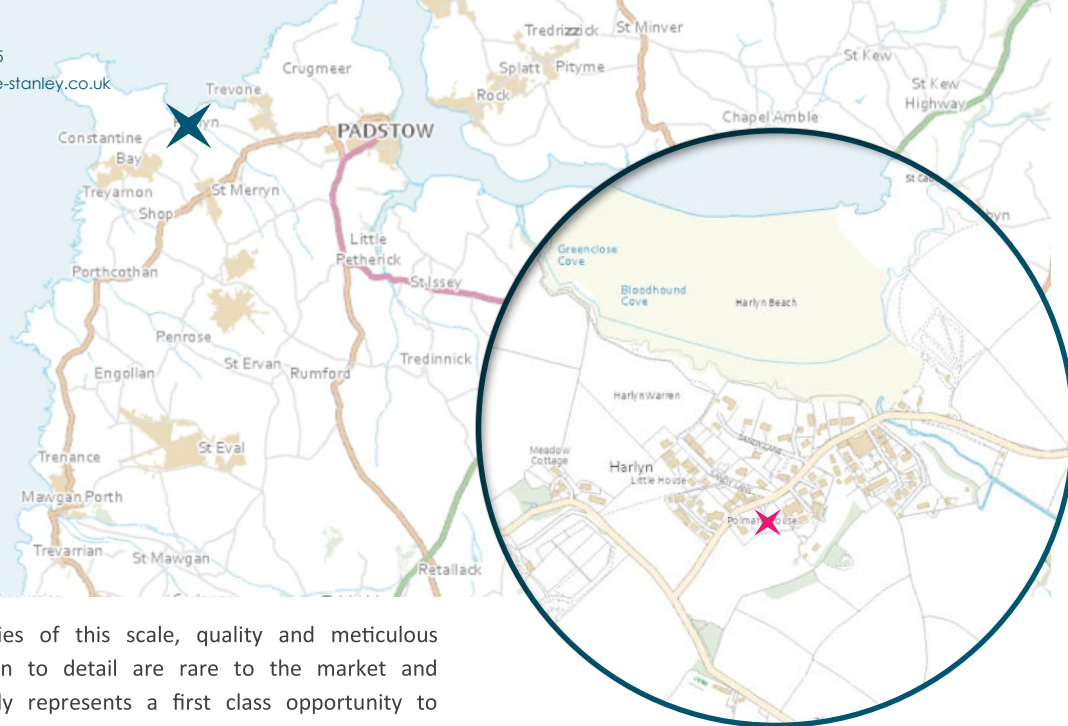 5
e-stanley.co.uk
Crugmeer
Trevone
Constantine
Bay
PADSTOW
Treyarnon
St Merryn
Shop
Little
Petherick
Porthcothan
St Issey
Penrose
St Ervan
Rumford
Tredinnick
Engollan
St Eval
Trenance
Mawgan Porth
Trevarrian
St Mawgan
Retallack
Tredrizzick
St Minver
Splatt
Pityme
Rock
St Kew
St Kew
Highway
Chapel Amble
Greenclose
Cove
Bloodhound
Cove
Harlyn Beach
Harlyn Warren
Meadow
Cottage
Harlyn
Little House
SANDY LANE
ies of this scale, quality and meticulous
n to detail are rare to the market and
ly represents a first class opportunity to